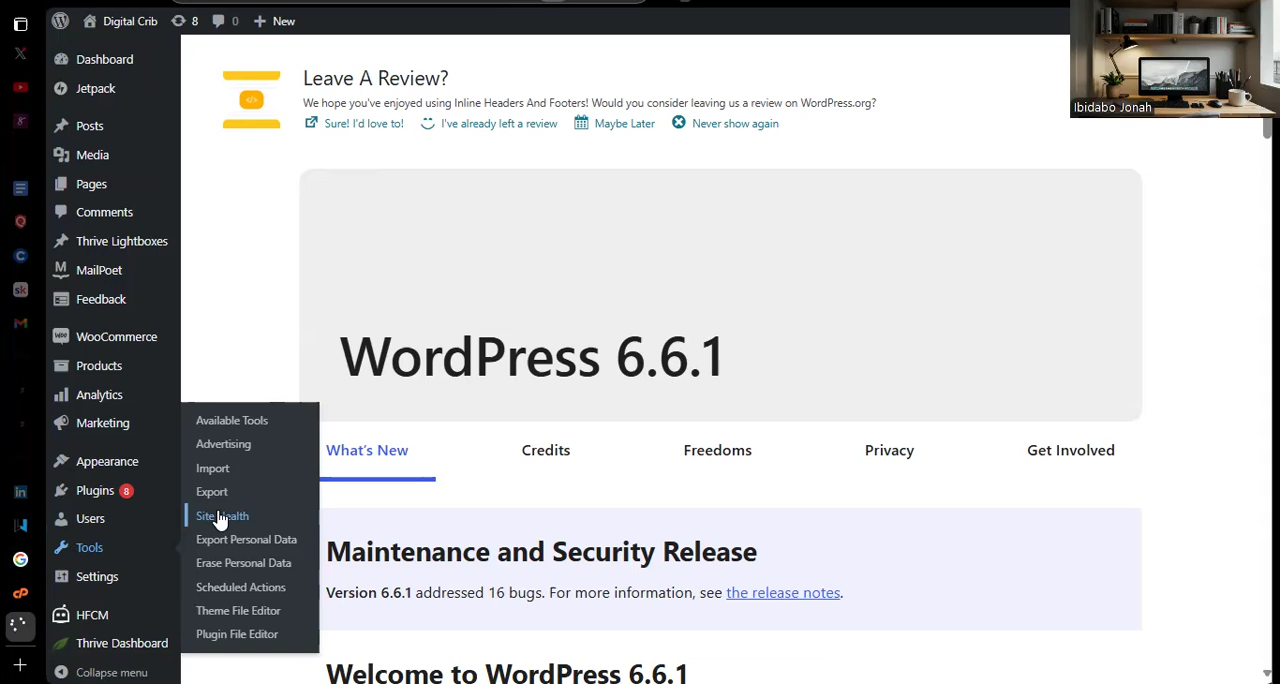 Digital Crib 8 0 New
Ibidabo Jonah
Dashboard
Jetpack
Posts
Media
Pages
Comments
Thrive Lightboxes
MailPoet
Feedback
WooCommerce
Products
Analytics
Marketing
Appearance
Plugins 8
Users
Tools
Settings
HFCM
Thrive Dashboard
Collapse menu
Available Tools
Advertising
Import
Export
Site Health
Export Personal Data
Erase Personal Data
Scheduled Actions
Theme File Editor
Plugin File Editor
Leave A Review?
We hope you've enjoyed using Inline Headers And Footers! Would you consider leaving us a review on WordPress.org?
Sure! I'd love to! I've already left a review Maybe Later Never show again
WordPress 6.6.1
What's New Credits Freedoms Privacy Get Involved
Maintenance and Security Release
Version 6.6.1 addressed 16 bugs. For more information, see the release notes.
Welcome to WordPress 6.6.1